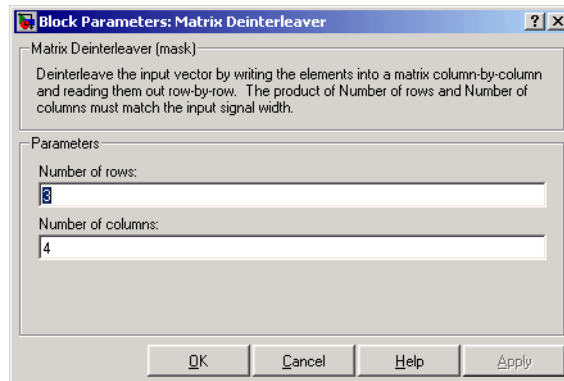 Block Parameters: Matrix Deinterleaver
Matrix Deinterleaver (mask)
Deinterleave the input vector by writing the elements into a matrix column-by-column
and reading them out row-by-row. The product of Number of rows and Number of
columns must match the input signal width.
Parameters
Number of rows:
3
Number of columns:
4
OK Cancel Help Apply